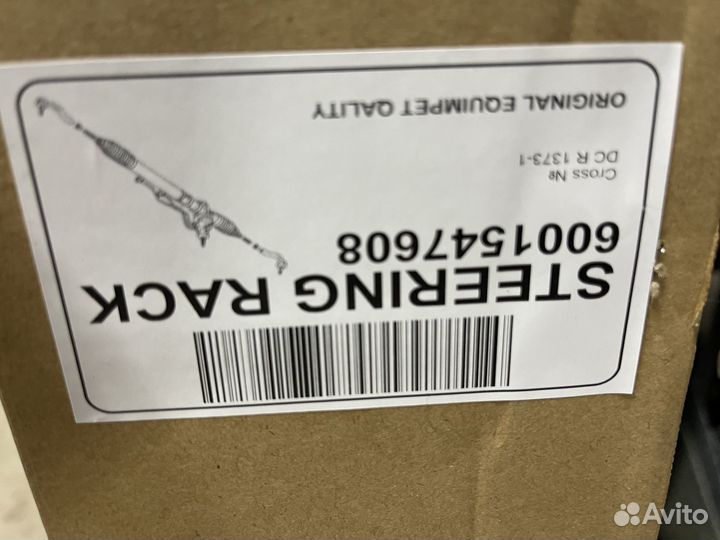 STEERING RACK
6001547608
Cross №
DC R 1373-1
ORIGINAL EQUIMPET QALITY
Avito